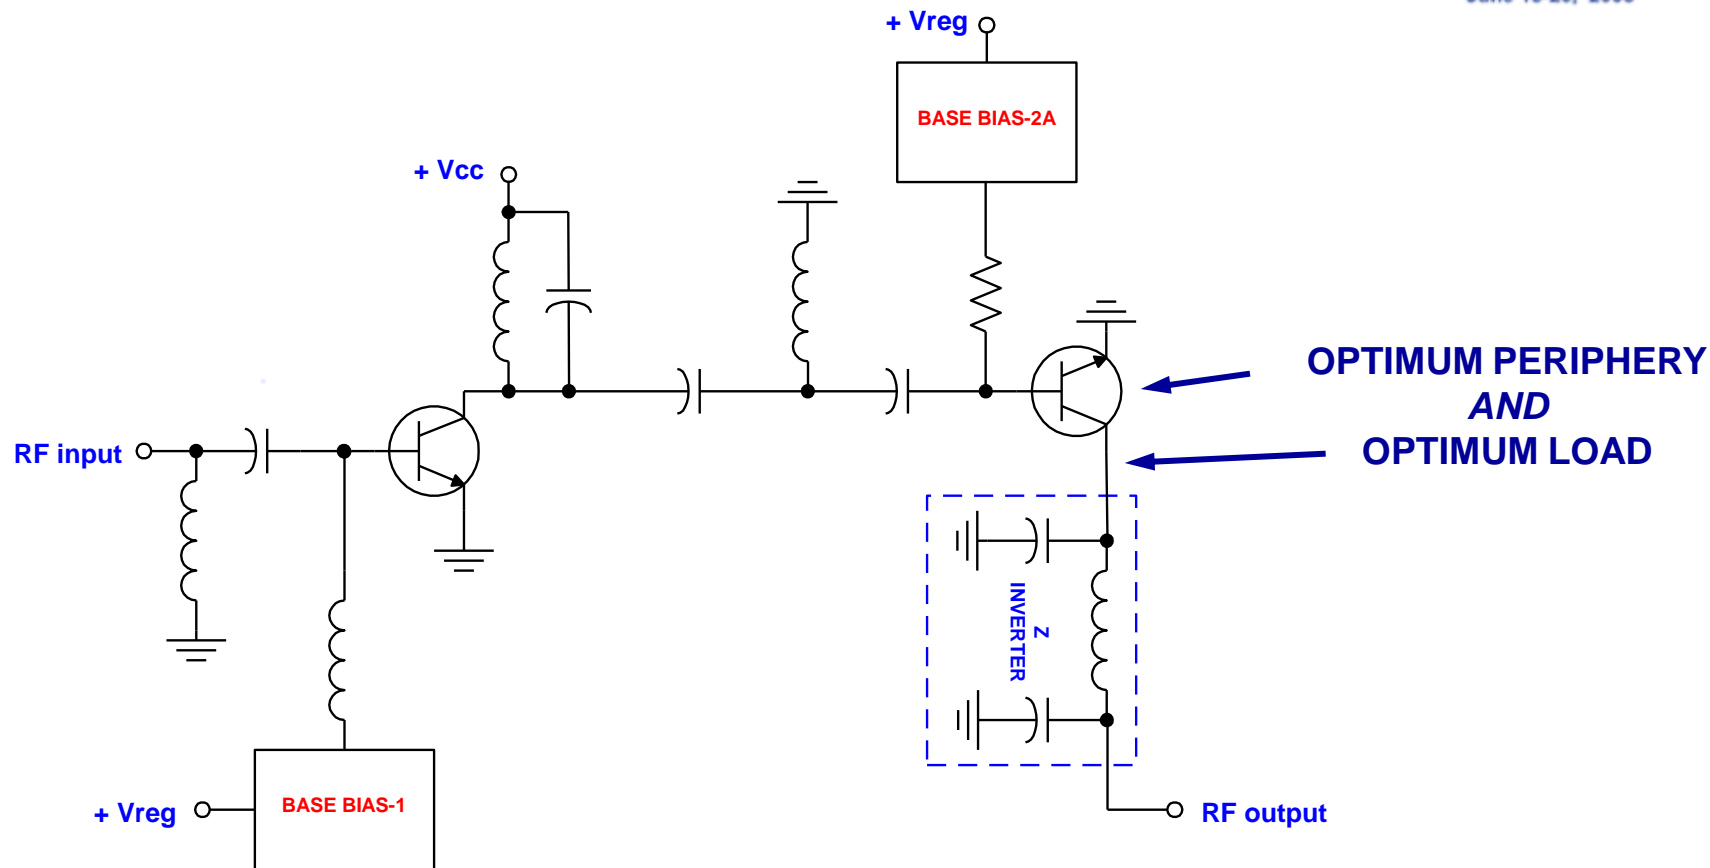 + Vreg
BASE BIAS-2A
+ Vcc
OPTIMUM PERIPHERY
AND
OPTIMUM LOAD
RF input
Z
INVERTER
BASE BIAS-1
+ Vreg
RF output